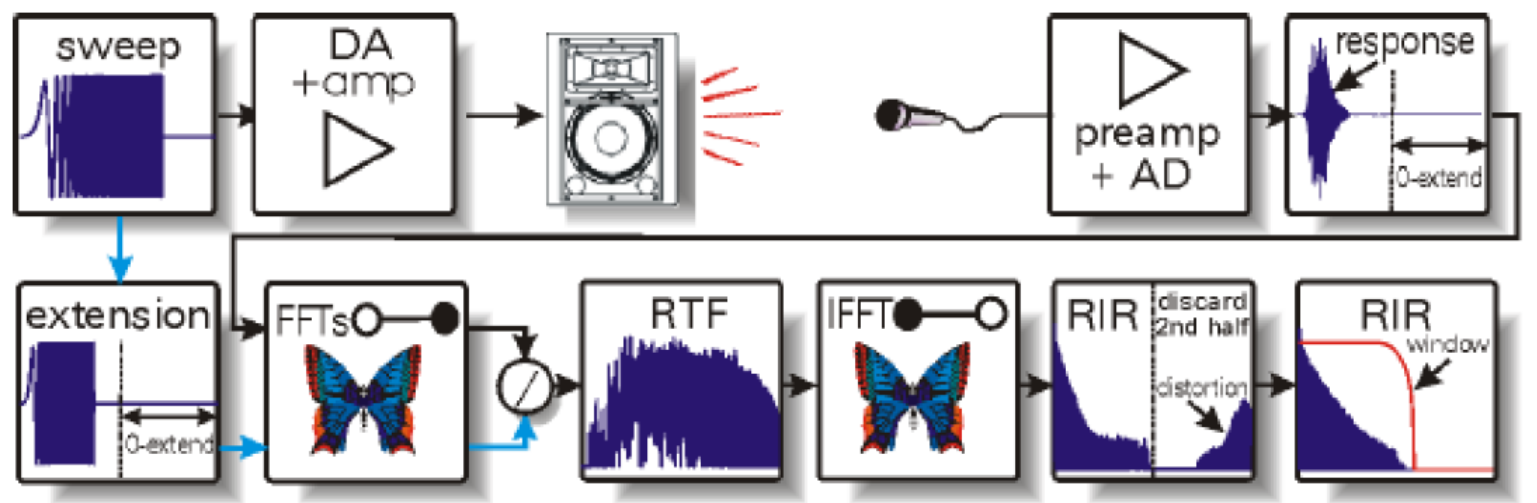 sweep
DA
+amp
preamp
+ AD
response
0-extend
extension
0-extend
FFTs
/
RTF
IFFT
RIR
discard
2nd half
distortion
RIR
window